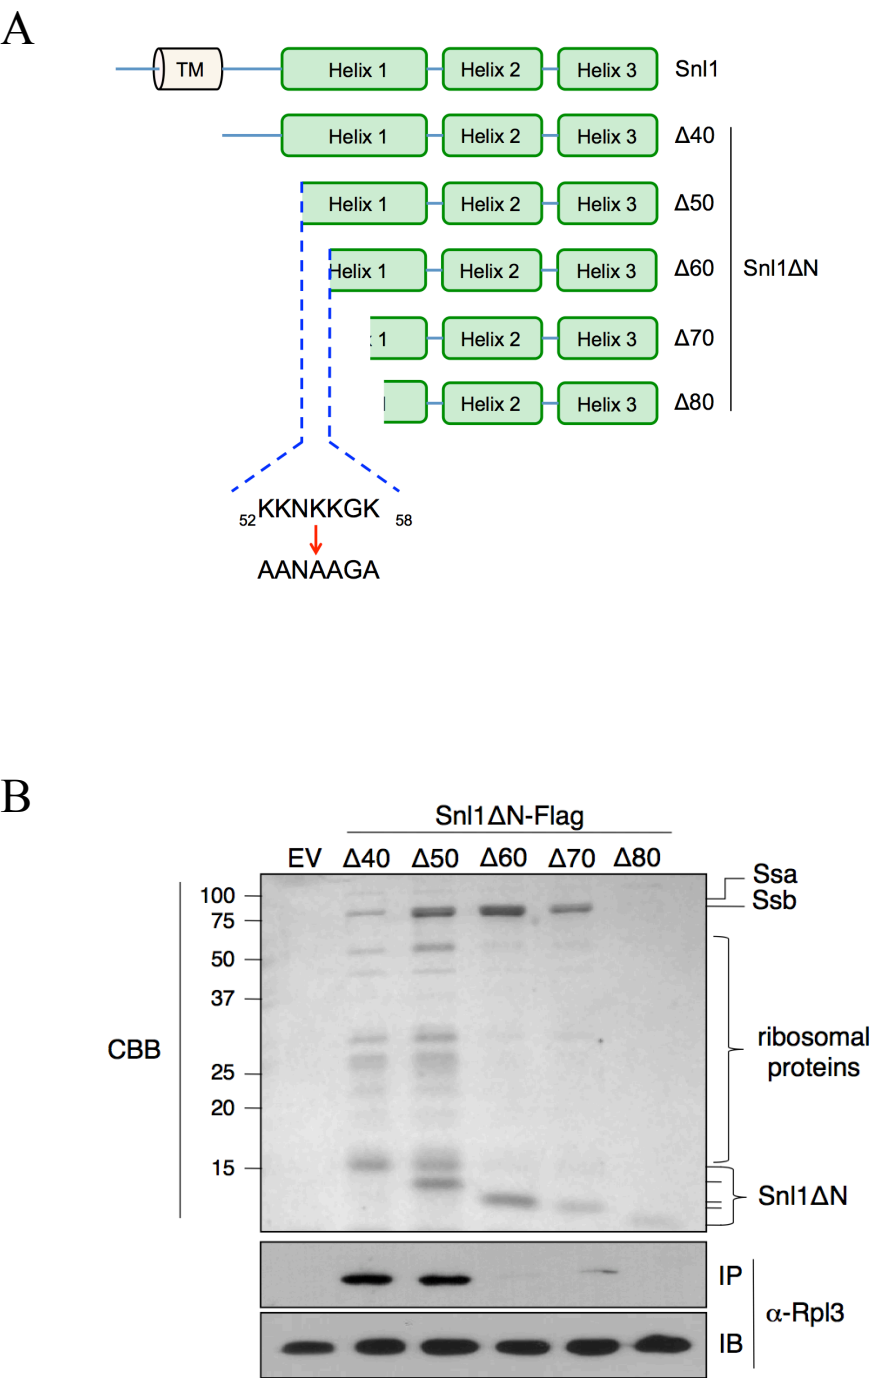 A
TM Helix 1 Helix 2 Helix 3 Snl1
Helix 1 Helix 2 Helix 3 Δ40
Helix 1 Helix 2 Helix 3 Δ50
Helix 1 Helix 2 Helix 3 Δ60 Snl1ΔN
1 Helix 2 Helix 3 Δ70
Helix 2 Helix 3 Δ80
52 KKNKKGK 58
AANAAGA
B
Snl1ΔN-Flag
EV Δ40 Δ50 Δ60 Δ70 Δ80
Ssa
Ssb
100
75
50
37
25
20
15
CBB
ribosomal
proteins
Snl1ΔN
IP
α-Rpl3
IB